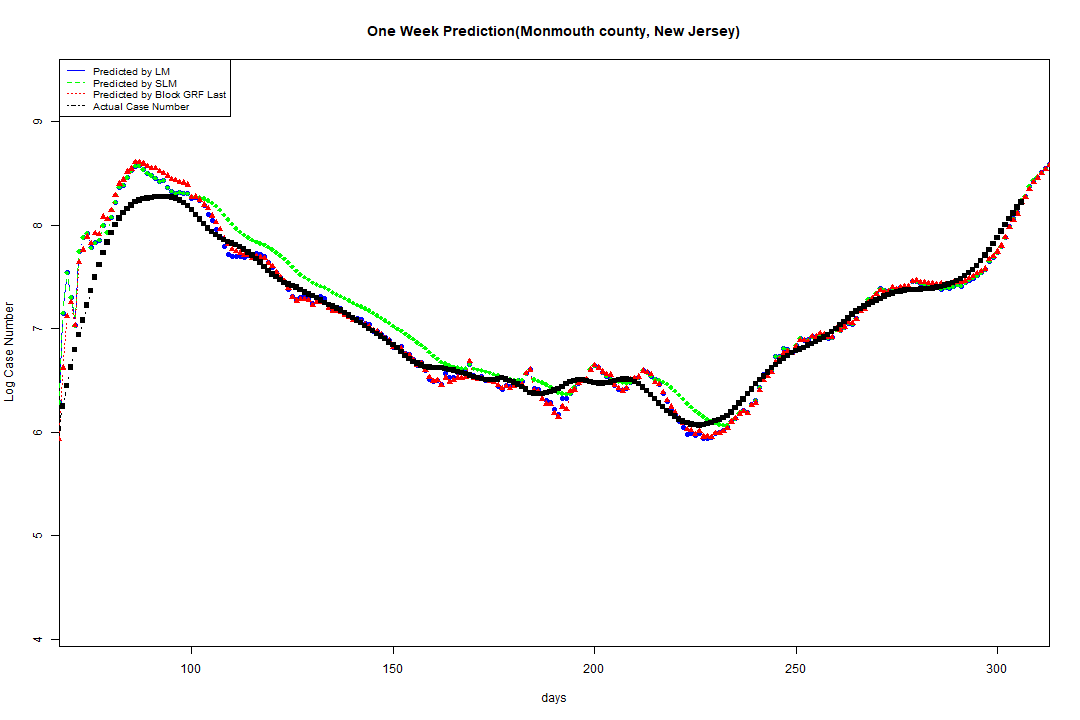 One Week Prediction(Monmouth county, New Jersey)
Predicted by LM
Predicted by SLM
Predicted by Block GRF Last
Actual Case Number
9
8
7
6
5
4
Log Case Number
100 150 200 250 300
days